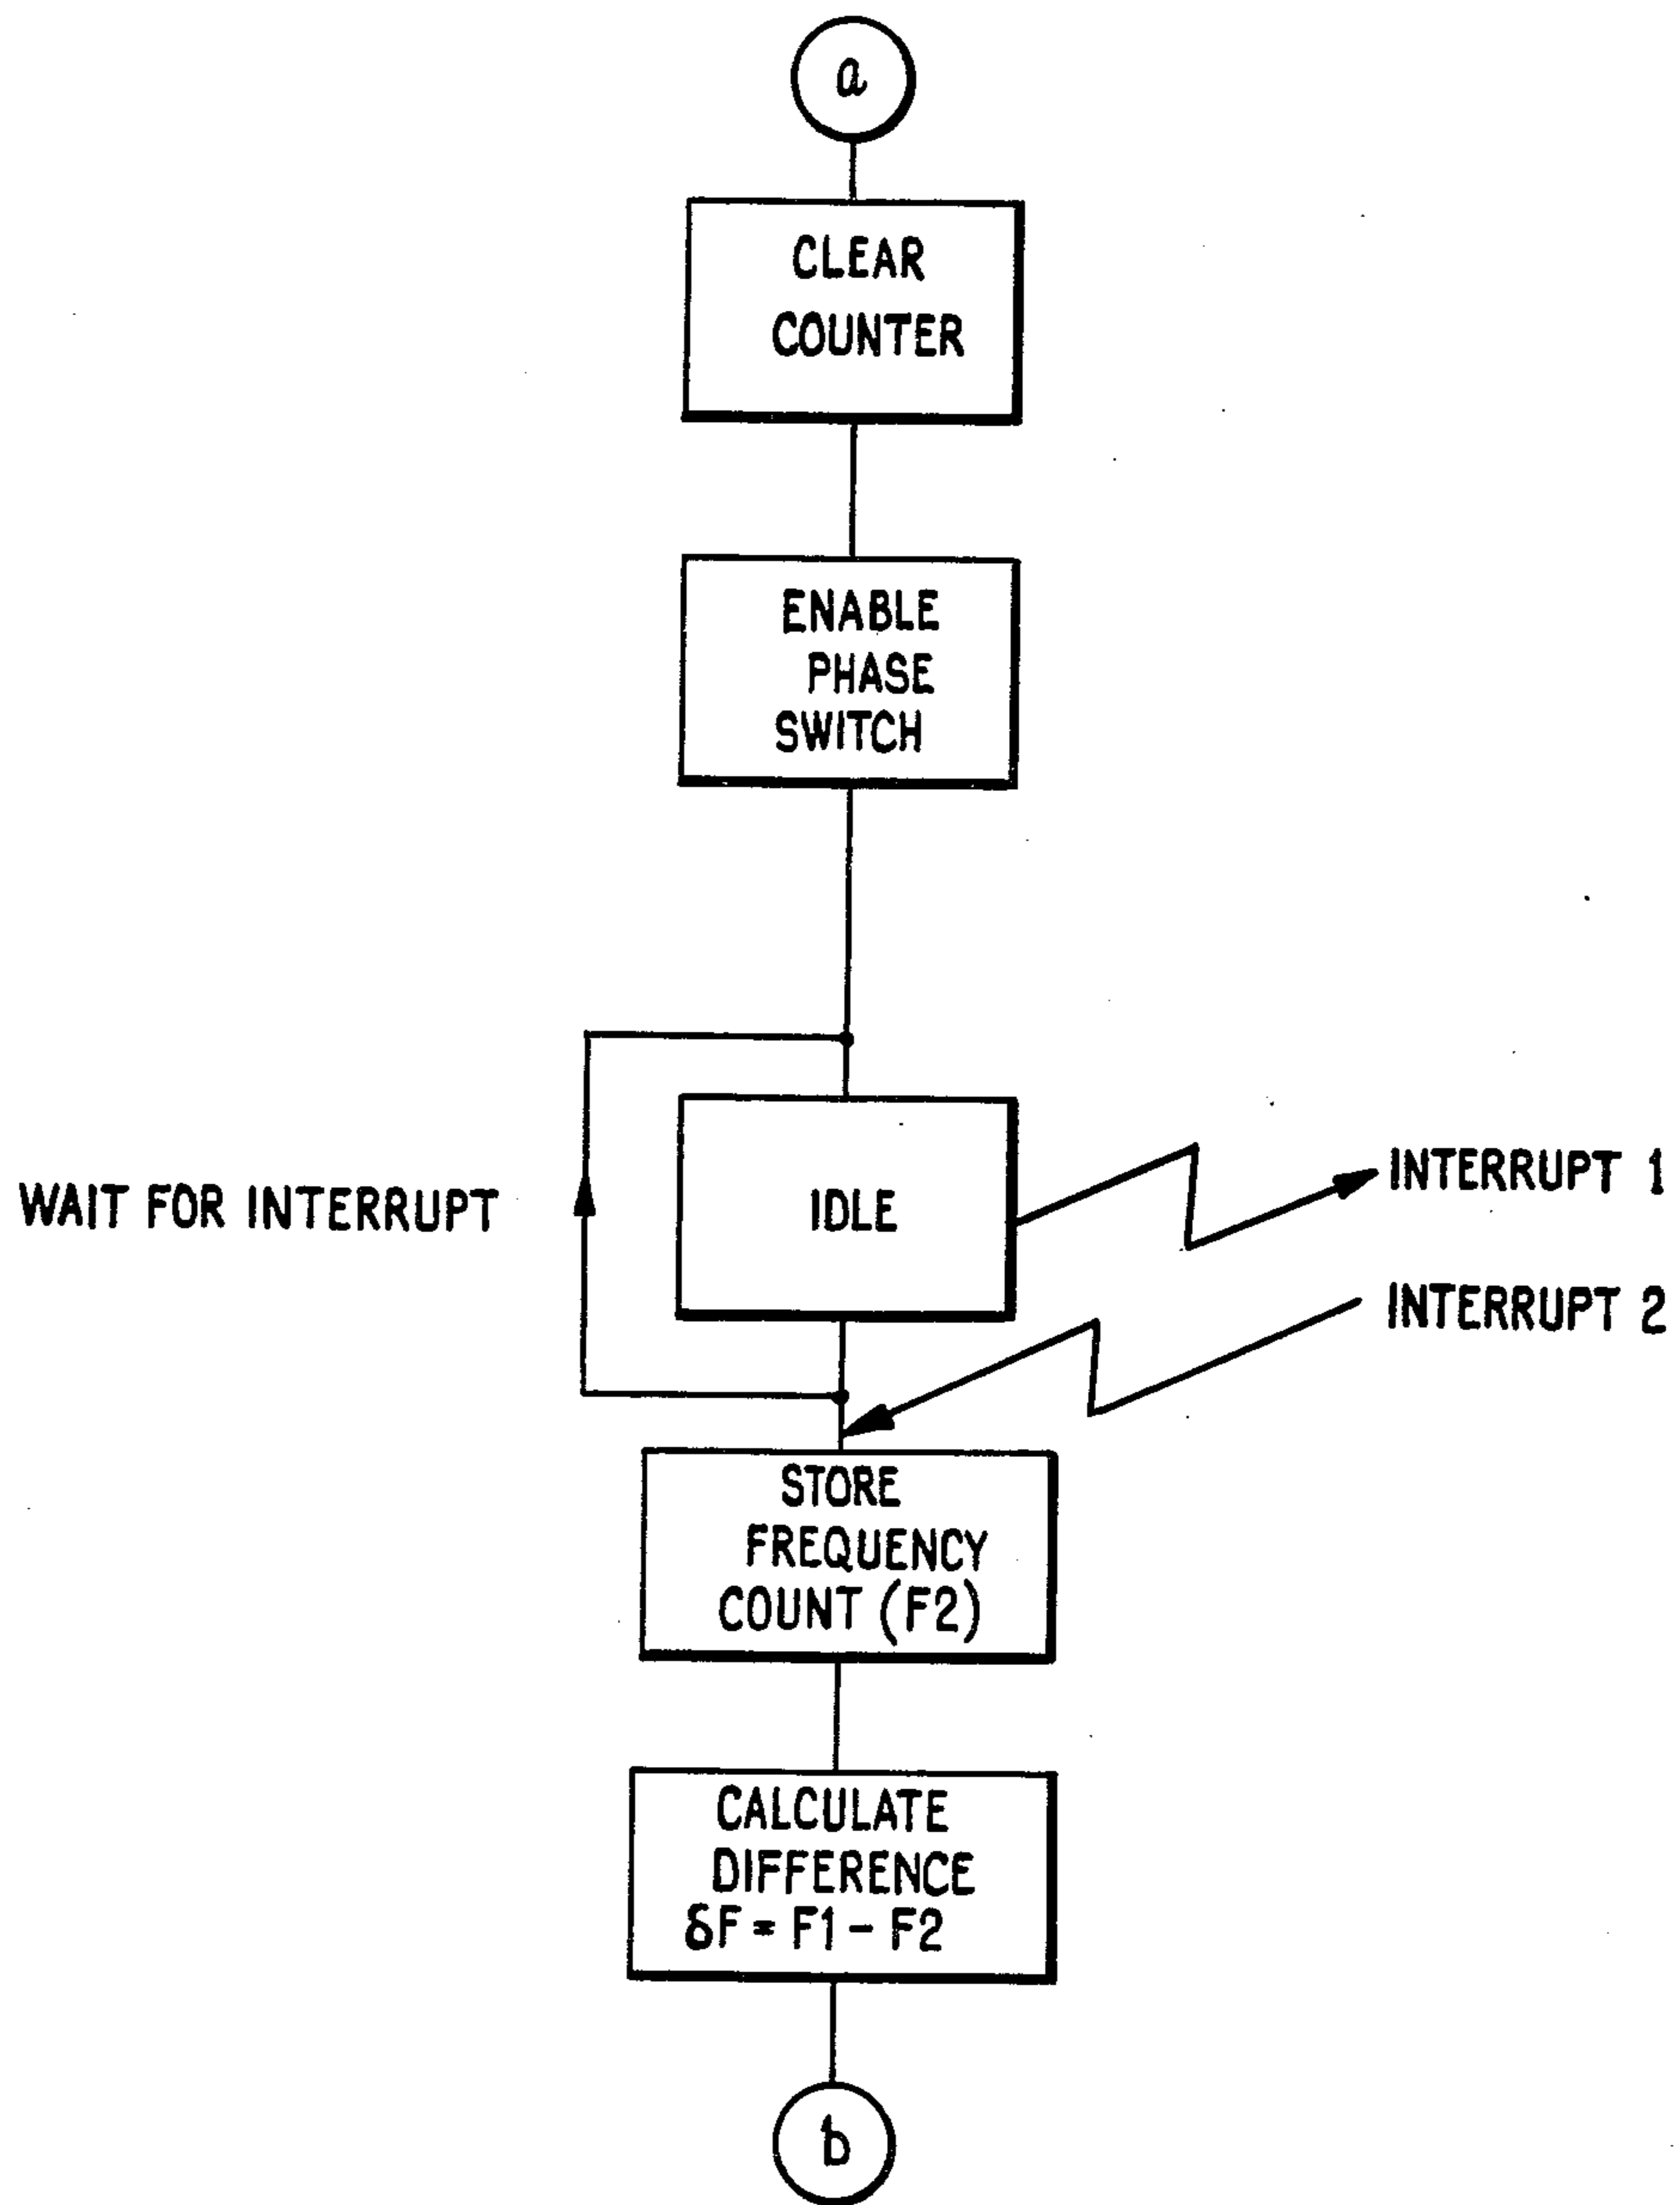 a
CLEAR
COUNTER
ENABLE
PHASE
SWITCH
WAIT FOR INTERRUPT
IDLE
INTERRUPT 1
INTERRUPT 2
STORE
FREQUENCY
COUNT (F2)
CALCULATE
DIFFERENCE
δF = F1 - F2
b